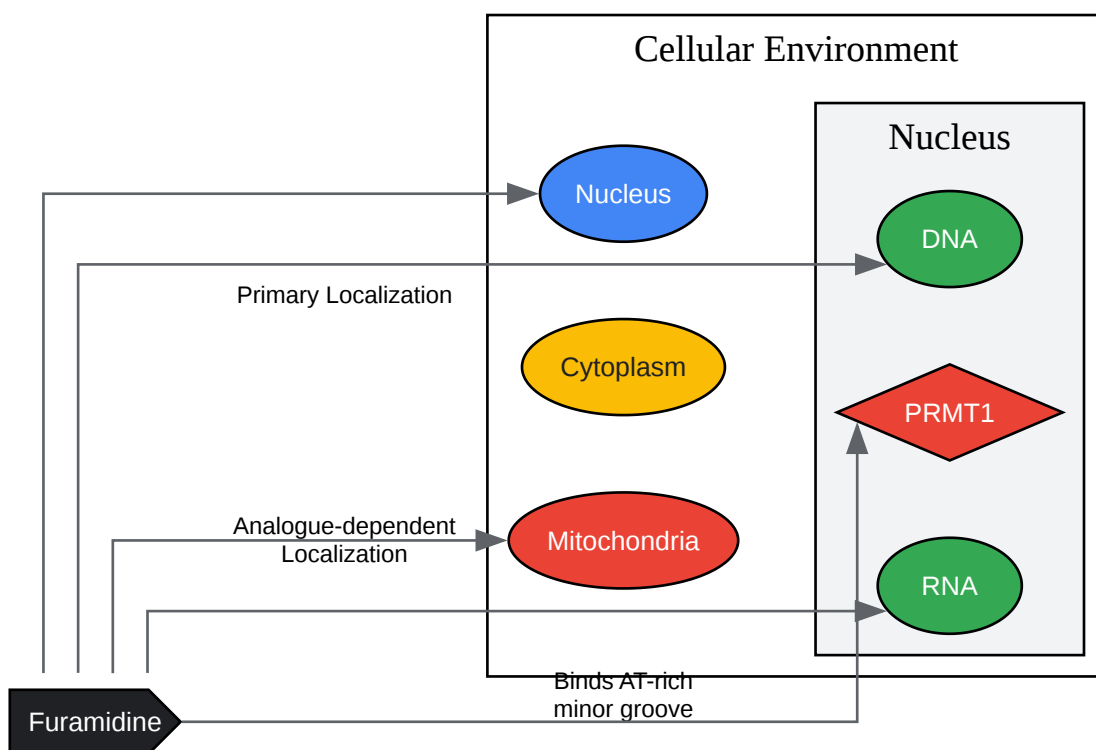 Cellular Environment
Nucleus
Nucleus
DNA
Primary Localization
Cytoplasm
PRMT1
Analogue-dependent
Localization
Mitochondria
RNA
Binds AT-rich
minor groove
Furamidine